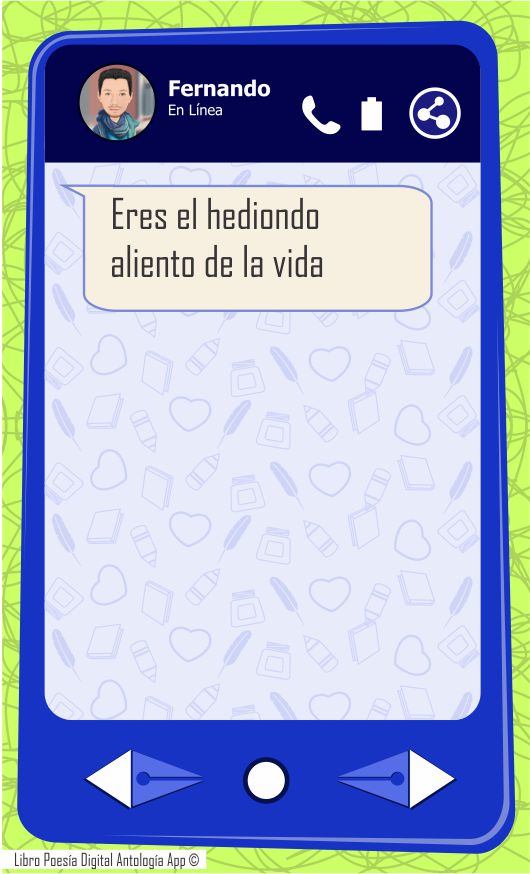 Fernando
En Línea
Eres el hediondo
aliento de la vida
Libro Poesía Digital Antología App ©